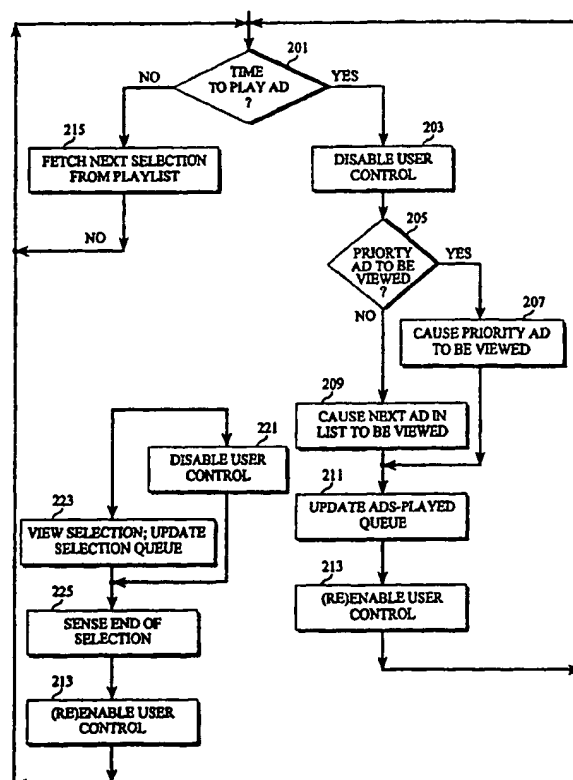 201
TIME
TO PLAY AD
?
NO
YES
215
FETCH NEXT SELECTION
FROM PLAYLIST
NO
203
DISABLE USER
CONTROL
205
PRIORTY
AD TO BE
VIEWED
?
YES
NO
207
CAUSE PRIORITY AD
TO BE VIEWED
209
CAUSE NEXT AD IN
LIST TO BE VIEWED
211
UPDATE ADS-PLAYED
QUEUE
213
(RE)ENABLE USER
CONTROL
221
DISABLE USER
CONTROL
223
VIEW SELECTION; UPDATE
SELECTION QUEUE
225
SENSE END OF
SELECTION
213
(RE)ENABLE USER
CONTROL